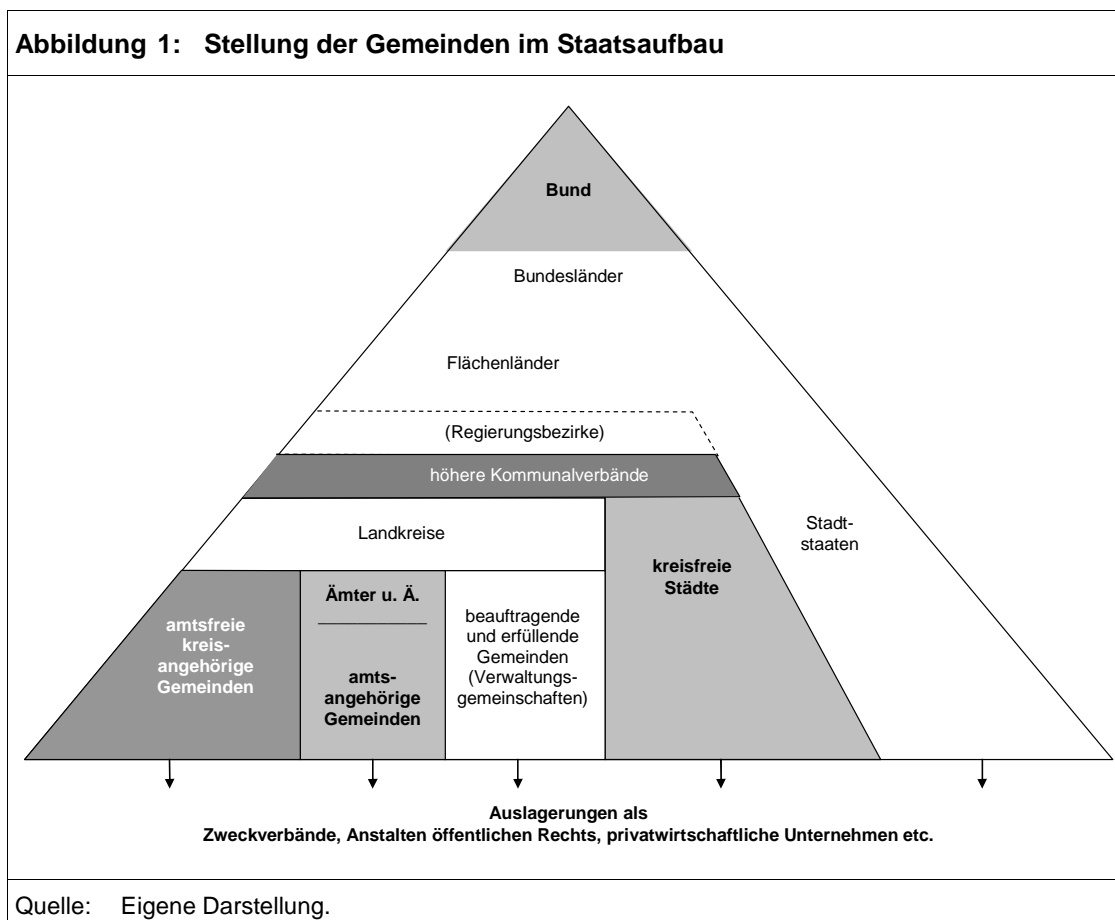 Abbildung 1: Stellung der Gemeinden im Staatsaufbau
Bund
Bundesländer
Flächenländer
(Regierungsbezirke)
höhere Kommunalverbände
Landkreise
Stadt-
staaten
kreisfreie
Städte
amtsfreie
kreis-
angehörige
Gemeinden
Ämter u. Ä.
amts-
angehörige
Gemeinden
beauftragende
und erfüllende
Gemeinden
(Verwaltungs-
gemeinschaften)
Auslagerungen als
Zweckverbände, Anstalten öffentlichen Rechts, privatwirtschaftliche Unternehmen etc.
Quelle: Eigene Darstellung.